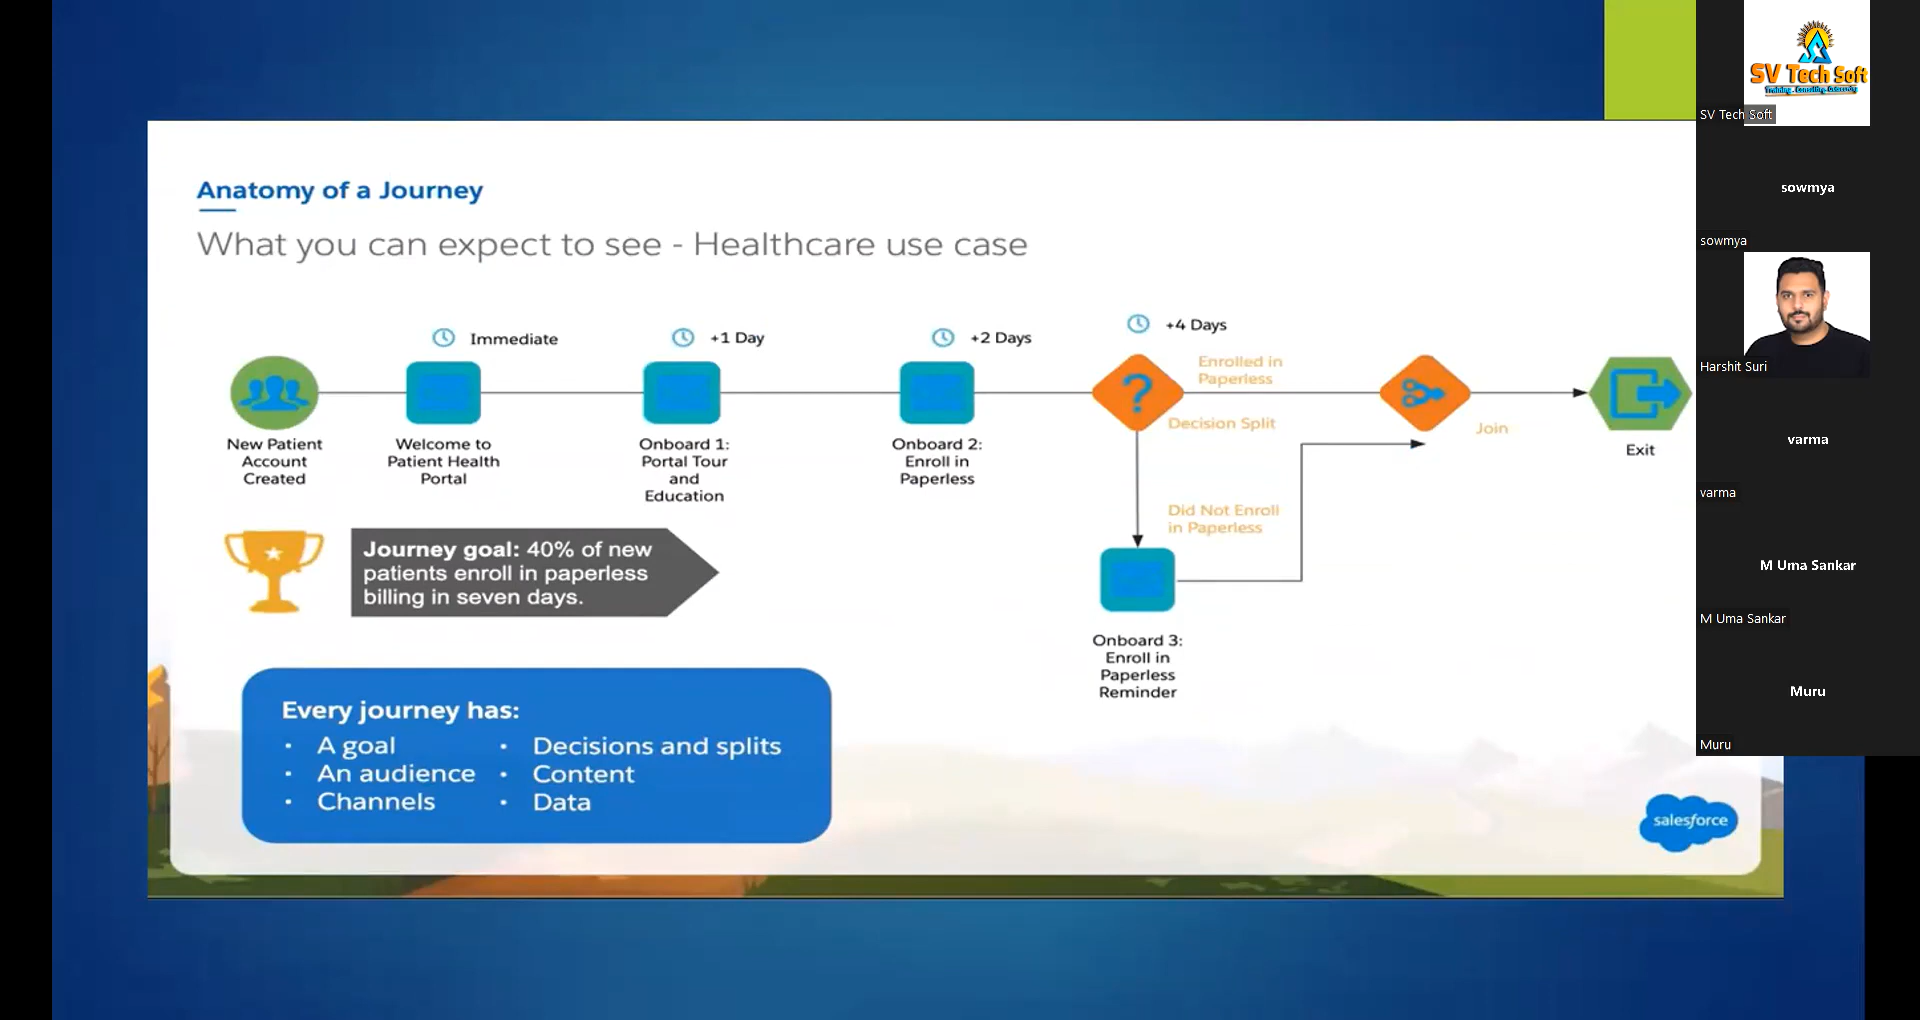 Anatomy of a Journey
What you can expect to see - Healthcare use case
Immediate
+1 Day
+2 Days
+4 Days
New Patient
Account
Created
Welcome to
Patient Health
Portal
Onboard 1:
Portal Tour
and
Education
Onboard 2:
Enroll in
Paperless
?
Enrolled in
Paperless
Decision Split
Join
Exit
Did Not Enroll
in Paperless
Onboard 3:
Enroll in
Paperless
Reminder
Journey goal: 40% of new
patients enroll in paperless
billing in seven days.
Every journey has:
• A goal
• An audience
• Channels
• Decisions and splits
• Content
• Data
salesforce
SV Tech Soft
Training . Consulting.
SV Tech Soft
sowmya
sowmya
Harshit Suri
varma
varma
M Uma Sankar
M Uma Sankar
Muru
Muru